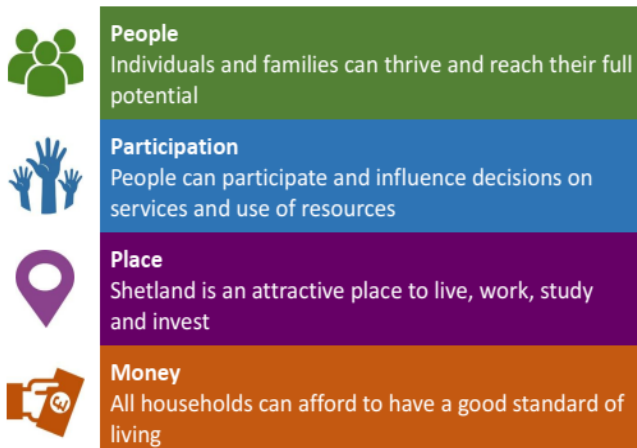 People
Individuals and families can thrive and reach their full
potential
Participation
People can participate and influence decisions on
services and use of resources
Place
Shetland is an attractive place to live, work, study
and invest
Money
All households can afford to have a good standard of
living
£